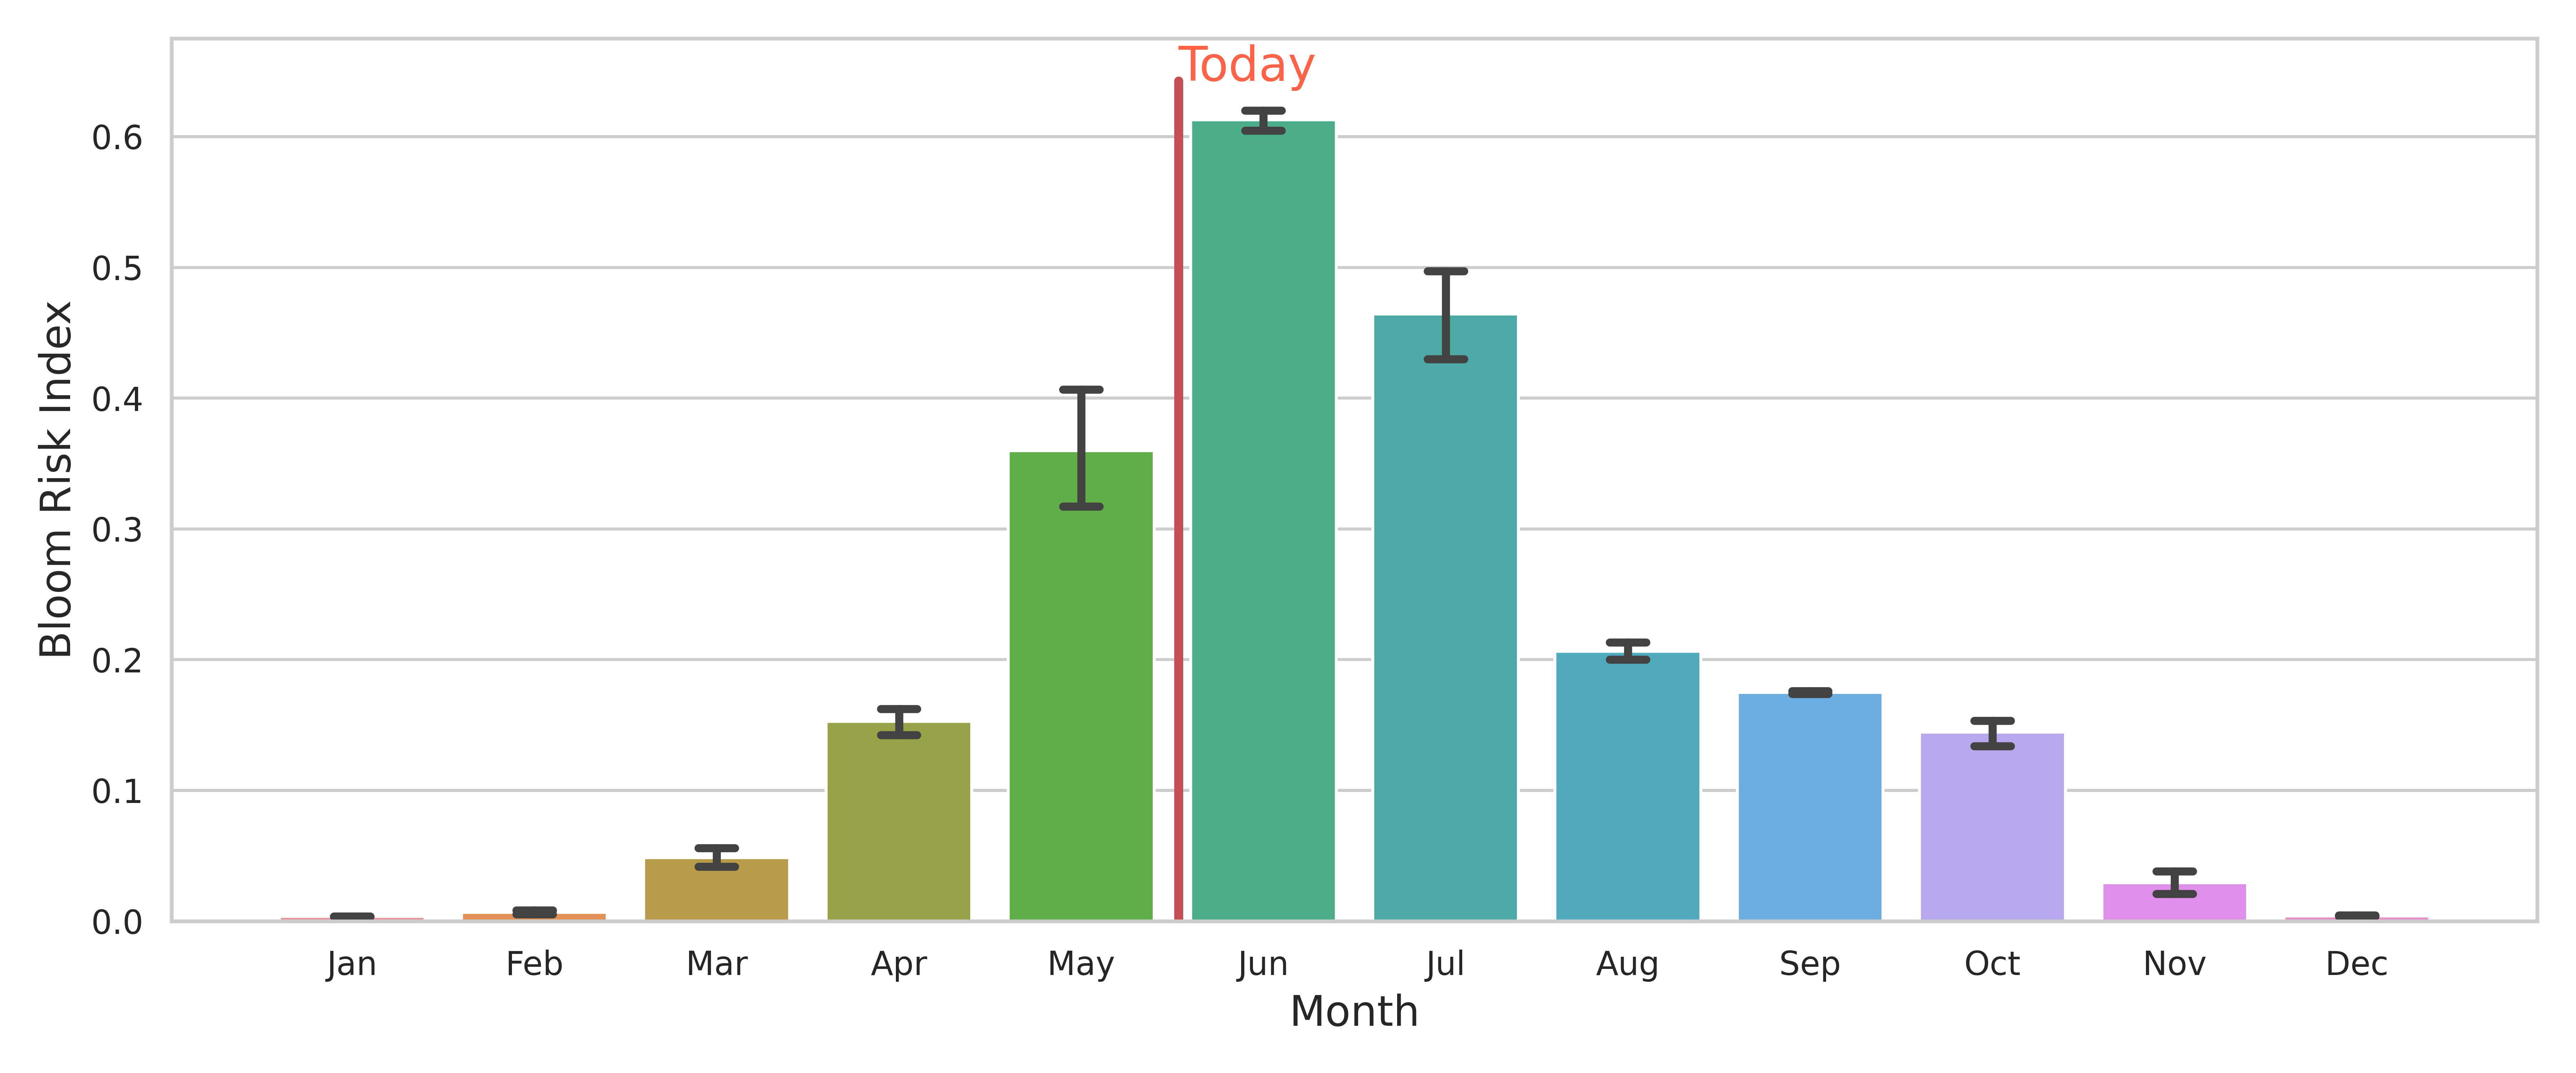 Today
0.6
0.5
0.4
0.3
0.2
0.1
0.0
Bloom Risk Index
Jan Feb Mar Apr May Jun Jul Aug Sep Oct Nov Dec
Month